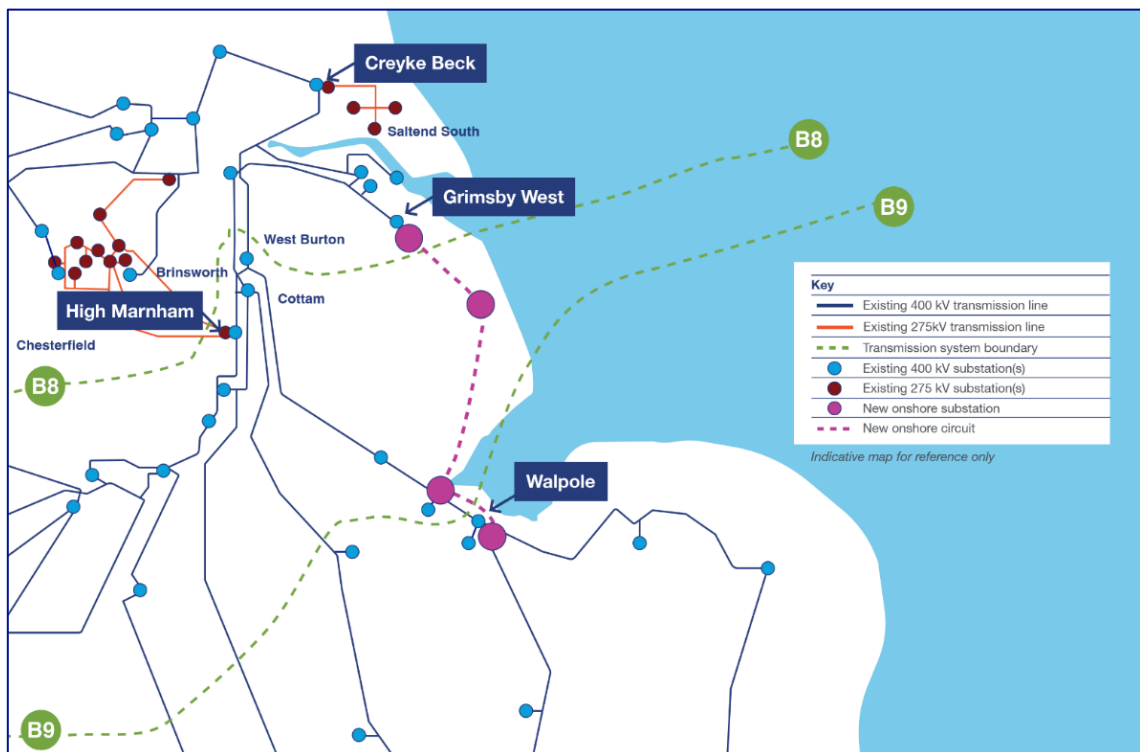 Creyke Beck
Saltend South
B8
Grimsby West
B9
West Burton
Brinsworth
Cottam
High Marnham
Chesterfield
B8
Key
Existing 400 kV transmission line
Existing 275kV transmission line
Transmission system boundary
Existing 400 kV substation(s)
Existing 275 kV substation(s)
New onshore substation
New onshore circuit
Indicative map for reference only
Walpole
B9